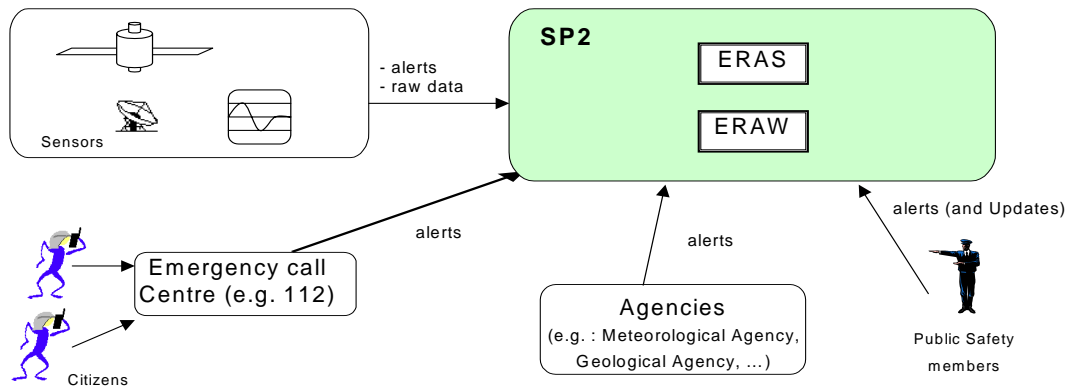 SP2
ERAS
ERAW
- alerts
- raw data
Sensors
alerts (and Updates)
alerts
alerts
Emergency call
Centre (e.g. 112)
Agencies
(e.g. : Meteorological Agency,
Geological Agency, ...)
Public Safety
members
Citizens